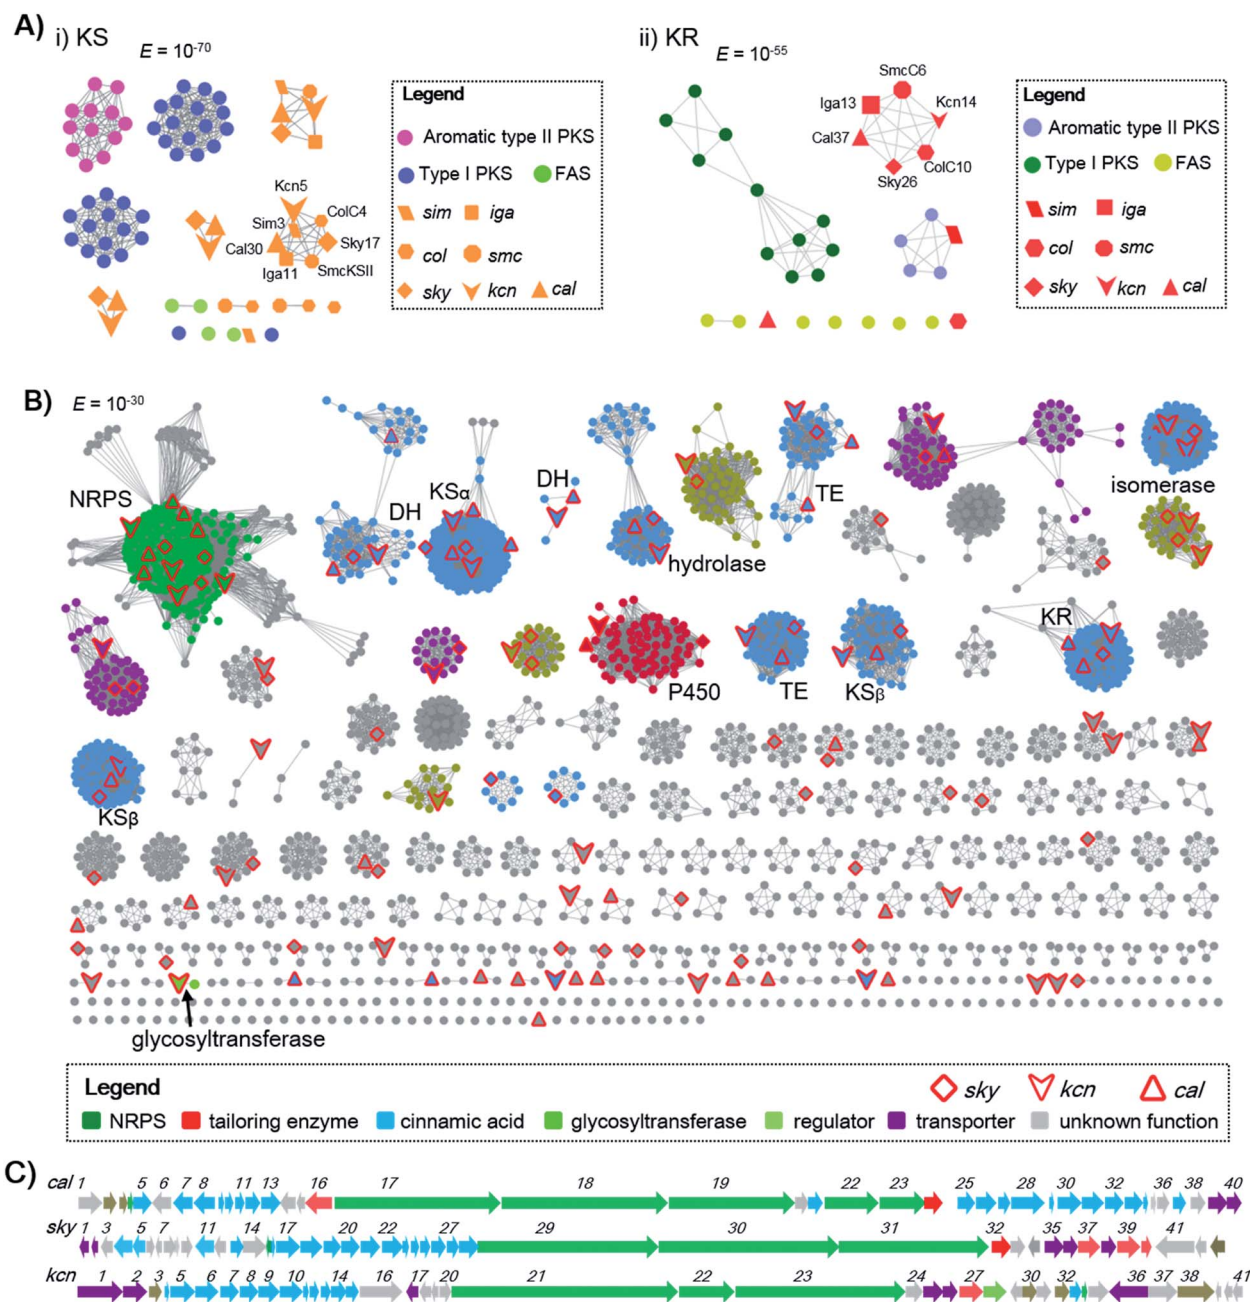 A)
i) KS
E = 10-70
Kcn5
ColC4
Sim3
Cal30
Sky17
Iga11
SmcKSII
Legend
Aromatic type II PKS
Type I PKS
FAS
sim
iga
col
smc
sky
kcn
cal
ii) KR
E = 10-55
SmcC6
Iga13
Kcn14
Cal37
ColC10
Sky26
Legend
Aromatic type II PKS
Type I PKS
FAS
sim
iga
col
smc
sky
kcn
cal
B)
E = 10-30
NRPS
DH
KSα
DH
TE
hydrolase
isomerase
P450
TE
KSβ
KR
KSβ
glycosyltransferase
Legend
sky
kcn
cal
NRPS
tailoring enzyme
cinnamic acid
glycosyltransferase
regulator
transporter
unknown function
C)
cal 1 5 6 7 8 11 13 16 17 18 19 22 23 25 28 30 32 34 36 38 40
sky 1 3 5 7 11 14 17 20 22 27 29 30 31 32 35 37 39 41
kcn 1 2 3 5 6 7 8 9 10 14 16 17 20 21 22 23 24 27 30 32 36 37 38 41